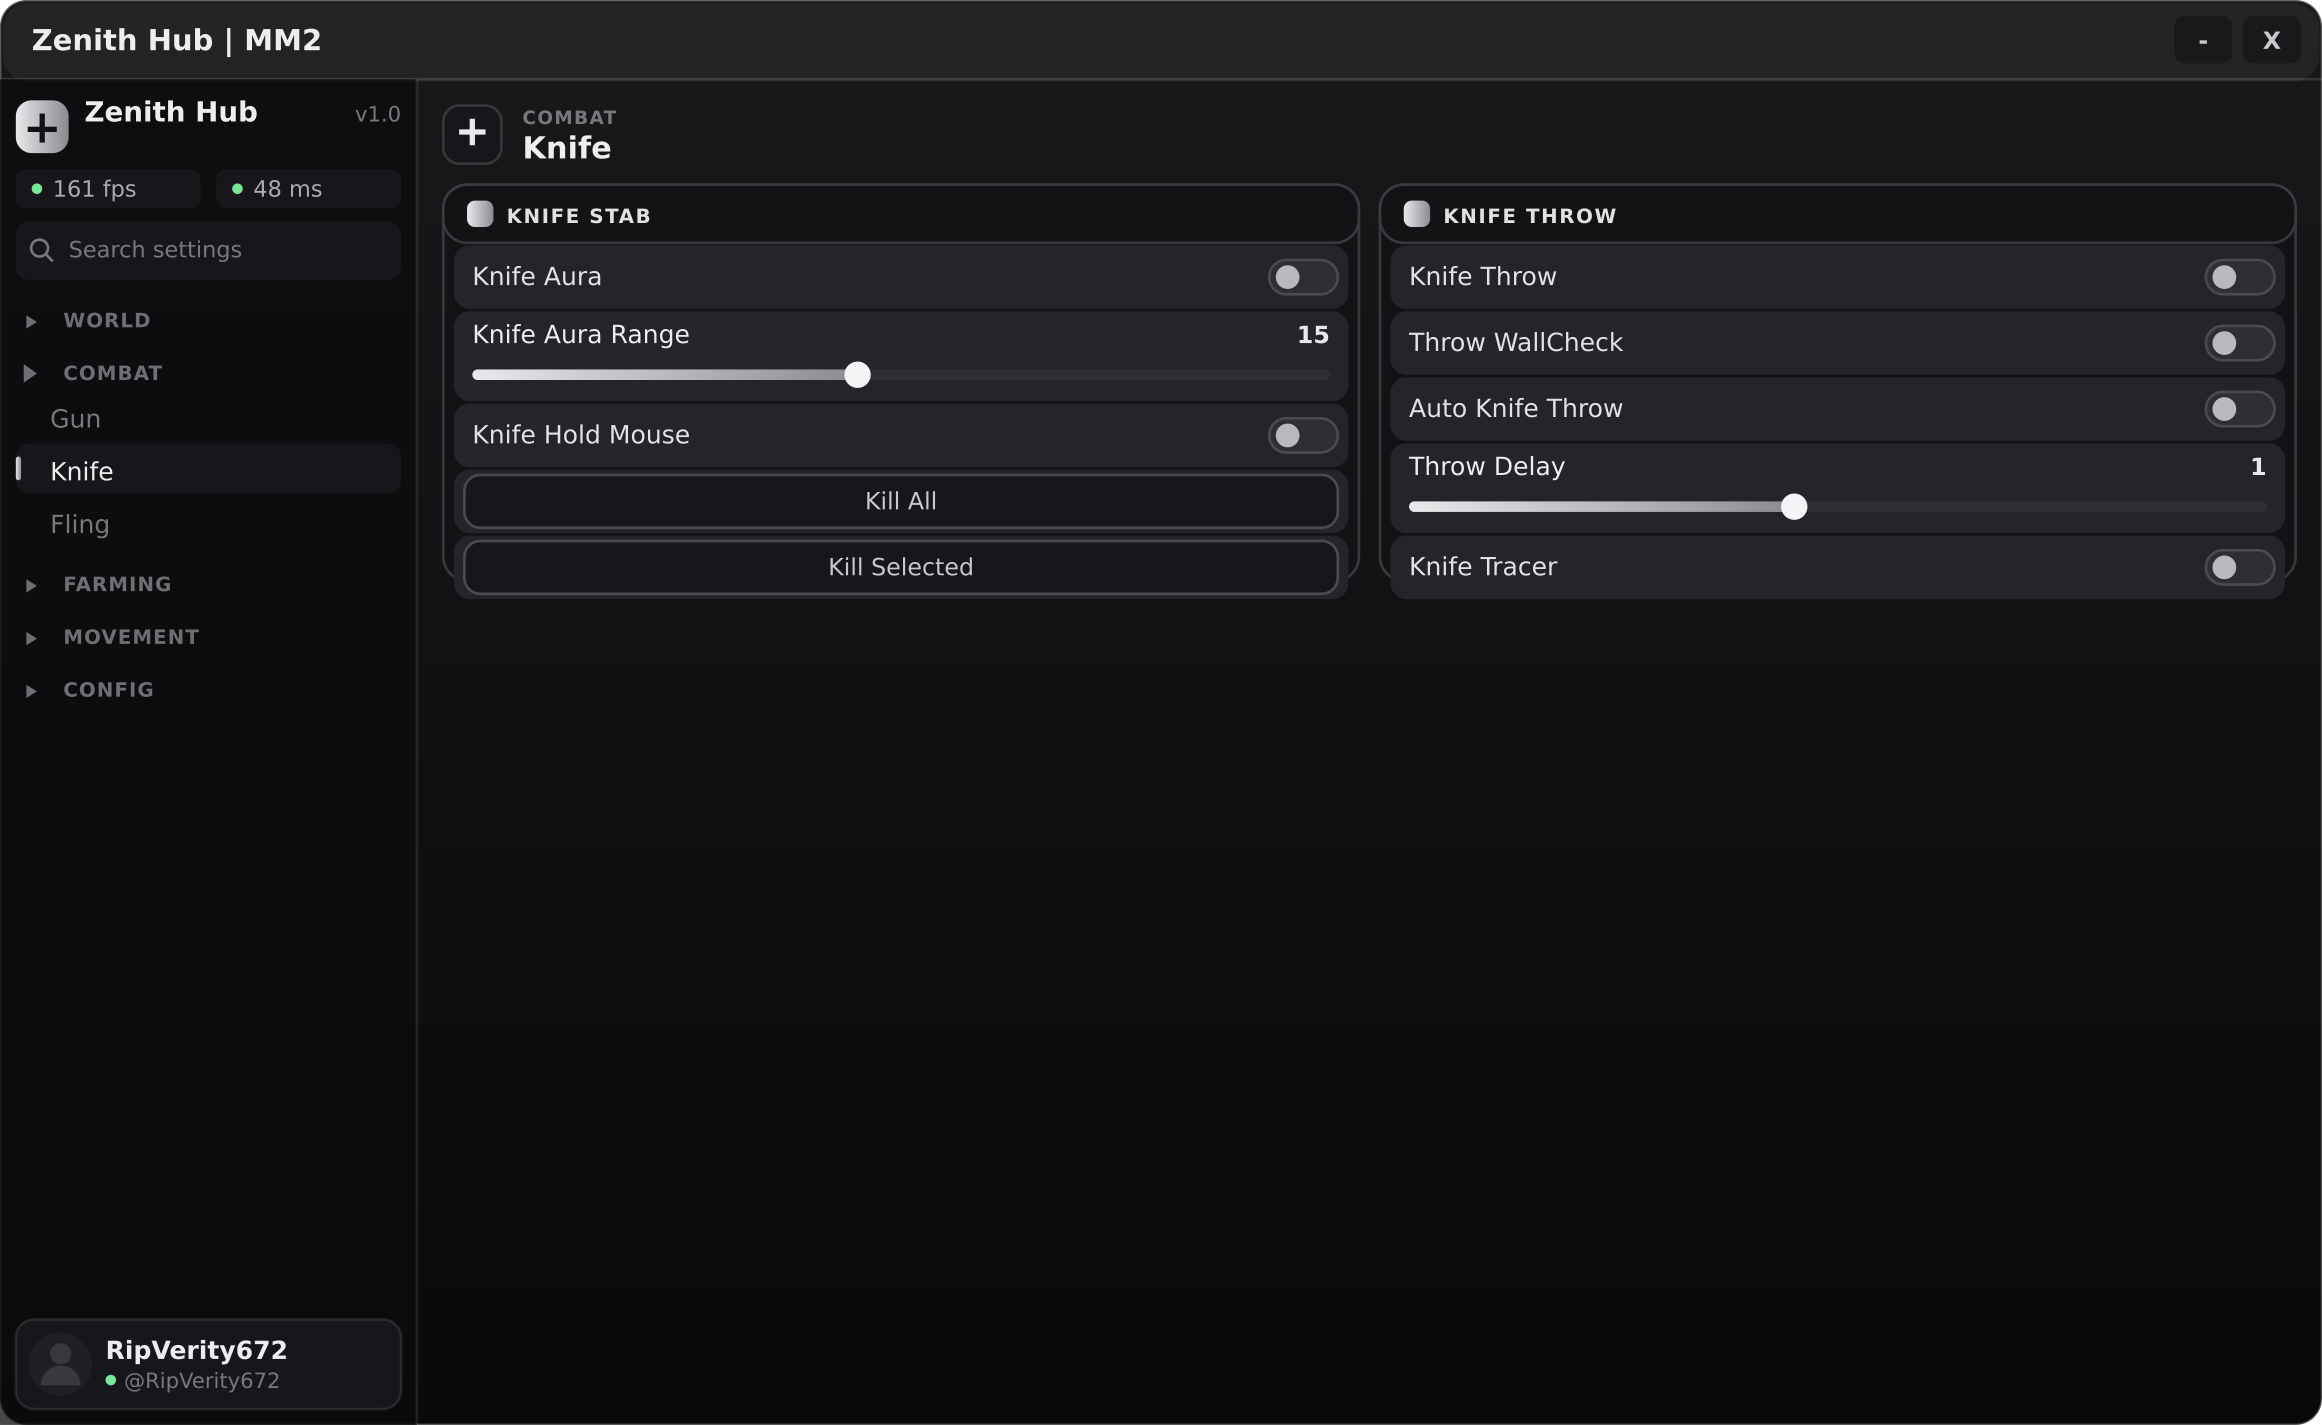 Zenith Hub | MM2
- X
Zenith Hub v1.0
161 fps 48 ms
Search settings
WORLD
COMBAT
Gun
Knife
Fling
FARMING
MOVEMENT
CONFIG
RipVerity672
@RipVerity672
COMBAT
Knife
KNIFE STAB
Knife Aura
Knife Aura Range 15
Knife Hold Mouse
Kill All
Kill Selected
KNIFE THROW
Knife Throw
Throw WallCheck
Auto Knife Throw
Throw Delay 1
Knife Tracer